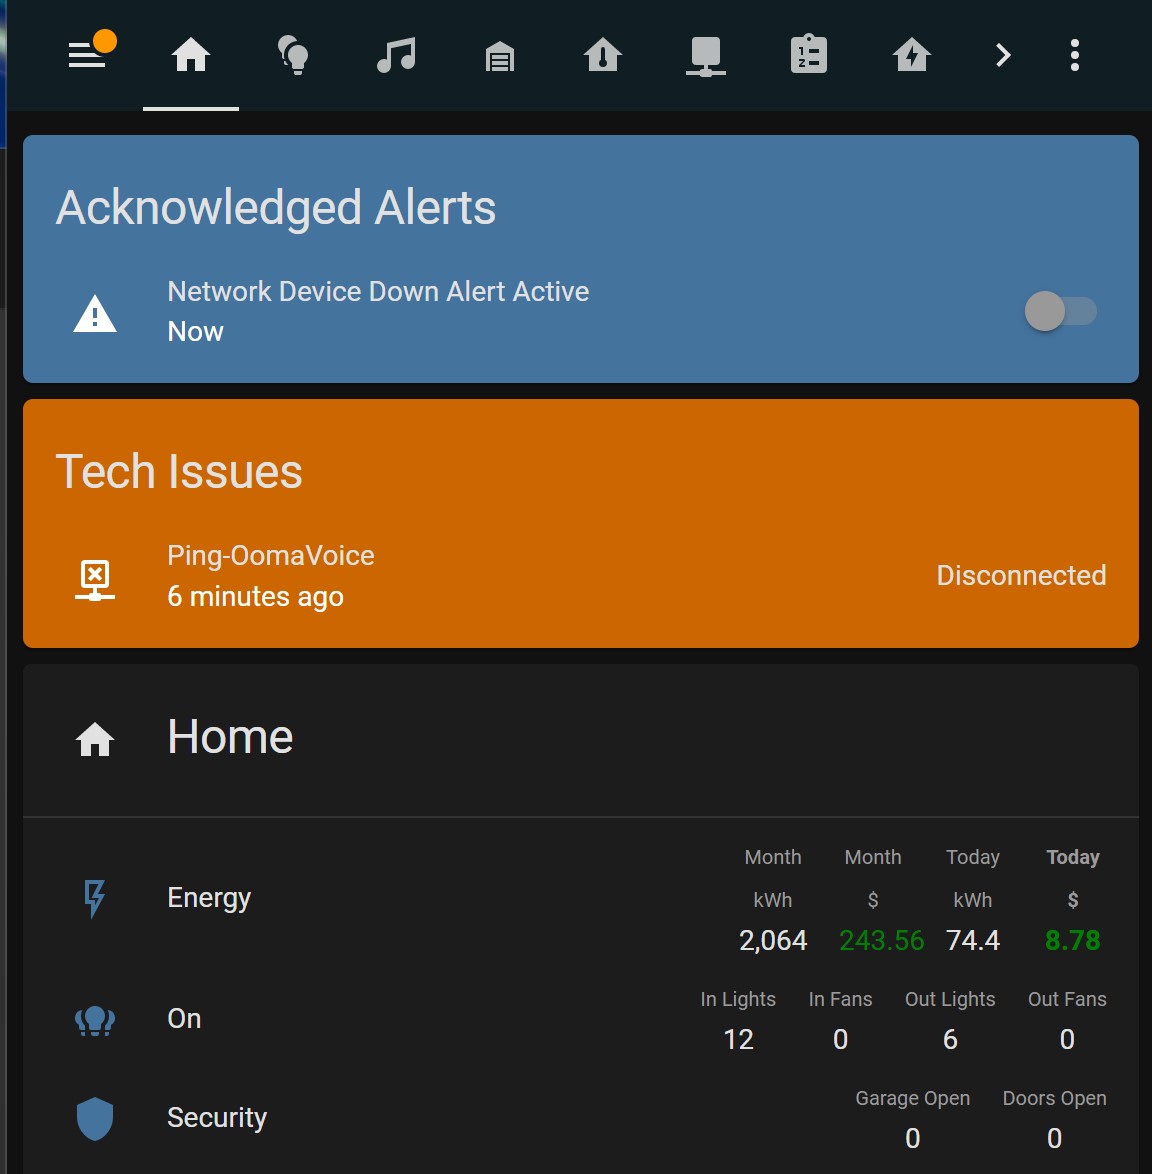 Acknowledged Alerts
Network Device Down Alert Active
Now
Tech Issues
Ping-OomaVoice
6 minutes ago
Disconnected
Home
Energy
Month Month Today Today
kWh $ kWh $
2,064 243.56 74.4 8.78
On
In Lights In Fans Out Lights Out Fans
12 0 6 0
Security
Garage Open Doors Open
0 0